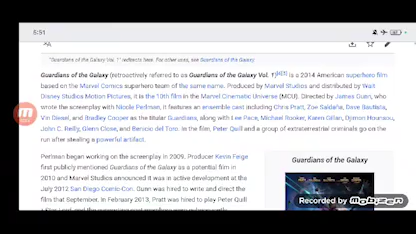 5:51
"Guardians of the Galaxy Vol. 1" redirects here. For other uses, see Guardians of the Galaxy.
Guardians of the Galaxy (retroactively referred to as Guardians of the Galaxy Vol. 1)[4][5] is a 2014 American superhero film
based on the Marvel Comics superhero team of the same name. Produced by Marvel Studios and distributed by Walt
Disney Studios Motion Pictures, it is the 10th film in the Marvel Cinematic Universe (MCU). Directed by James Gunn, who
wrote the screenplay with Nicole Perlman, it features an ensemble cast including Chris Pratt, Zoe Saldaña, Dave Bautista,
Vin Diesel, and Bradley Cooper as the titular Guardians, along with Lee Pace, Michael Rooker, Karen Gillan, Djimon Hounsou,
John C. Reilly, Glenn Close, and Benicio del Toro. In the film, Peter Quill and a group of extraterrestrial criminals go on the
run after stealing a powerful artifact.
Perlman began working on the screenplay in 2009. Producer Kevin Feige
first publicly mentioned Guardians of the Galaxy as a potential film in
2010 and Marvel Studios announced it was in active development at the
July 2012 San Diego Comic-Con. Gunn was hired to write and direct the
film that September. In February 2013, Pratt was hired to play Peter Quill
Guardians of the Galaxy
Recorded by
mobizen